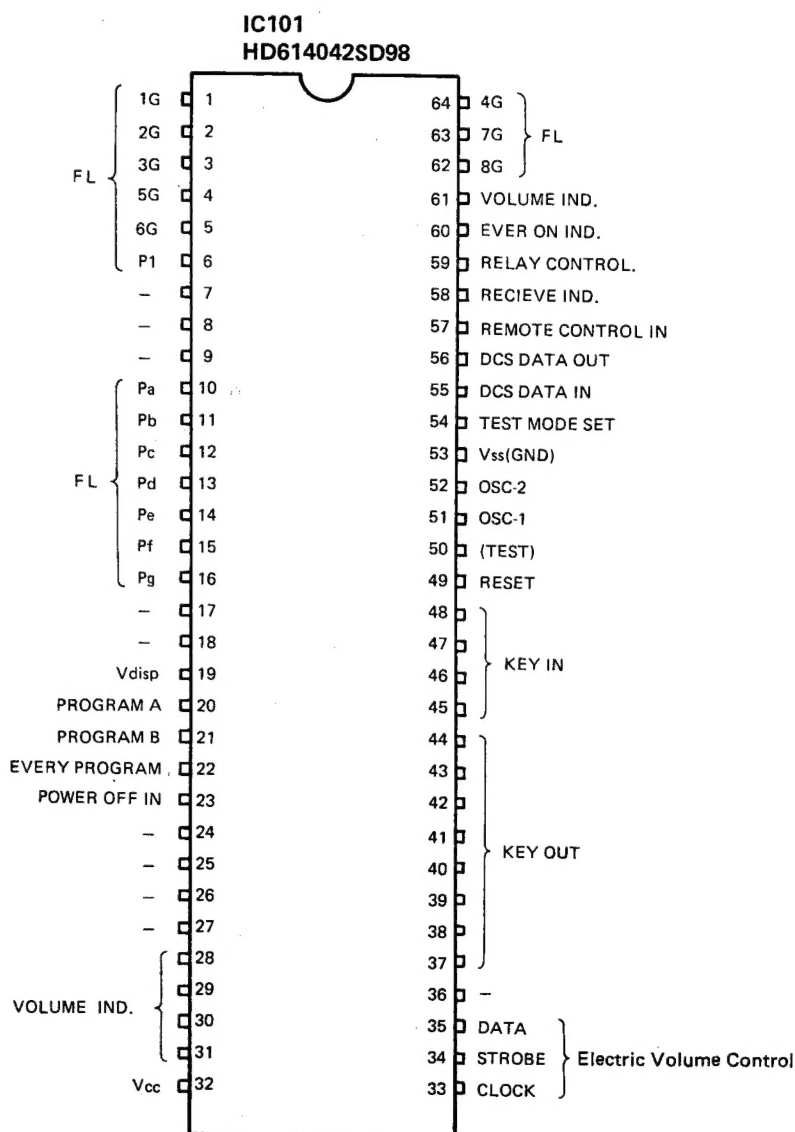 IC101
HD614042SD98
1G 1 64 4G
2G 2 63 7G
FL
3G 3 62 8G
FL
5G 4 61 VOLUME IND.
6G 5 60 EVER ON IND.
P1 6 59 RELAY CONTROL.
– 7 58 RECIEVE IND.
– 8 57 REMOTE CONTROL IN
– 9 56 DCS DATA OUT
Pa 10 55 DCS DATA IN
Pb 11 54 TEST MODE SET
Pc 12 53 Vss(GND)
FL
Pd 13 52 OSC-2
Pe 14 51 OSC-1
Pf 15 50 (TEST)
Pg 16 49 RESET
– 17 48
– 18 47
KEY IN
Vdisp 19 46
PROGRAM A 20 45
PROGRAM B 21 44
EVERY PROGRAM 22 43
POWER OFF IN 23 42
– 24 41
KEY OUT
– 25 40
– 26 39
– 27 38
28 37
29 36 –
VOLUME IND.
30 35 DATA
31 34 STROBE
Electric Volume Control
Vcc 32 33 CLOCK